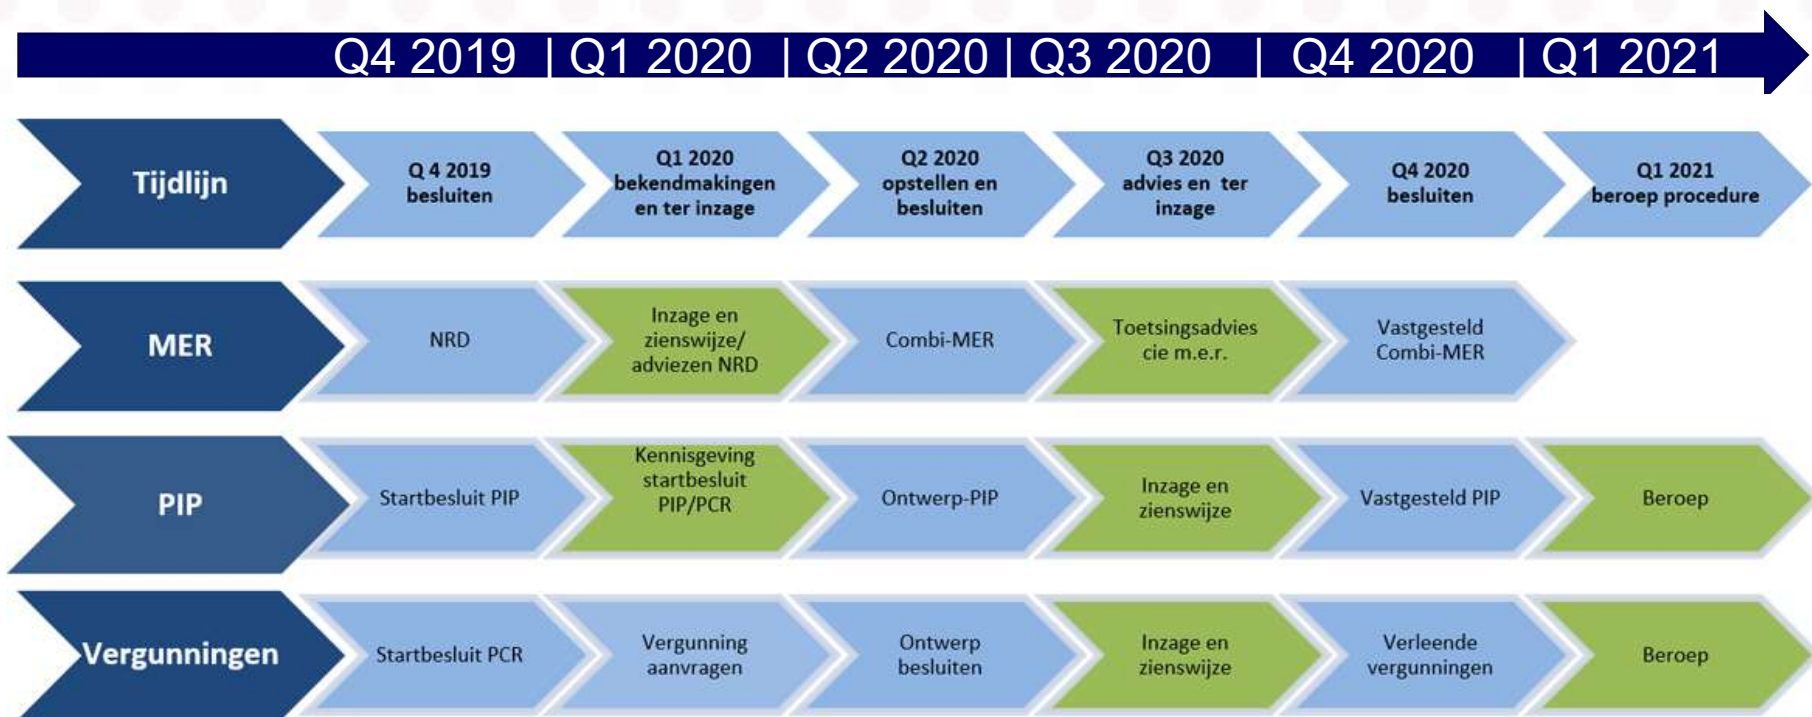 Q4 2019 | Q1 2020 | Q2 2020 | Q3 2020 | Q4 2020 | Q1 2021
Tijdlijn
Q 4 2019
besluiten
Q1 2020
bekendmakingen
en ter inzage
Q2 2020
opstellen en
besluiten
Q3 2020
advies en ter
inzage
Q4 2020
besluiten
Q1 2021
beroep procedure
MER
NRD
Inzage en
zienswijze/
adviezen NRD
Combi-MER
Toetsingsadvies
cie m.e.r.
Vastgesteld
Combi-MER
PIP
Startbesluit PIP
Kennisgeving
startbesluit
PIP/PCR
Ontwerp-PIP
Inzage en
zienswijze
Vastgesteld PIP
Beroep
Vergunningen
Startbesluit PCR
Vergunning
aanvragen
Ontwerp
besluiten
Inzage en
zienswijze
Verleende
vergunningen
Beroep